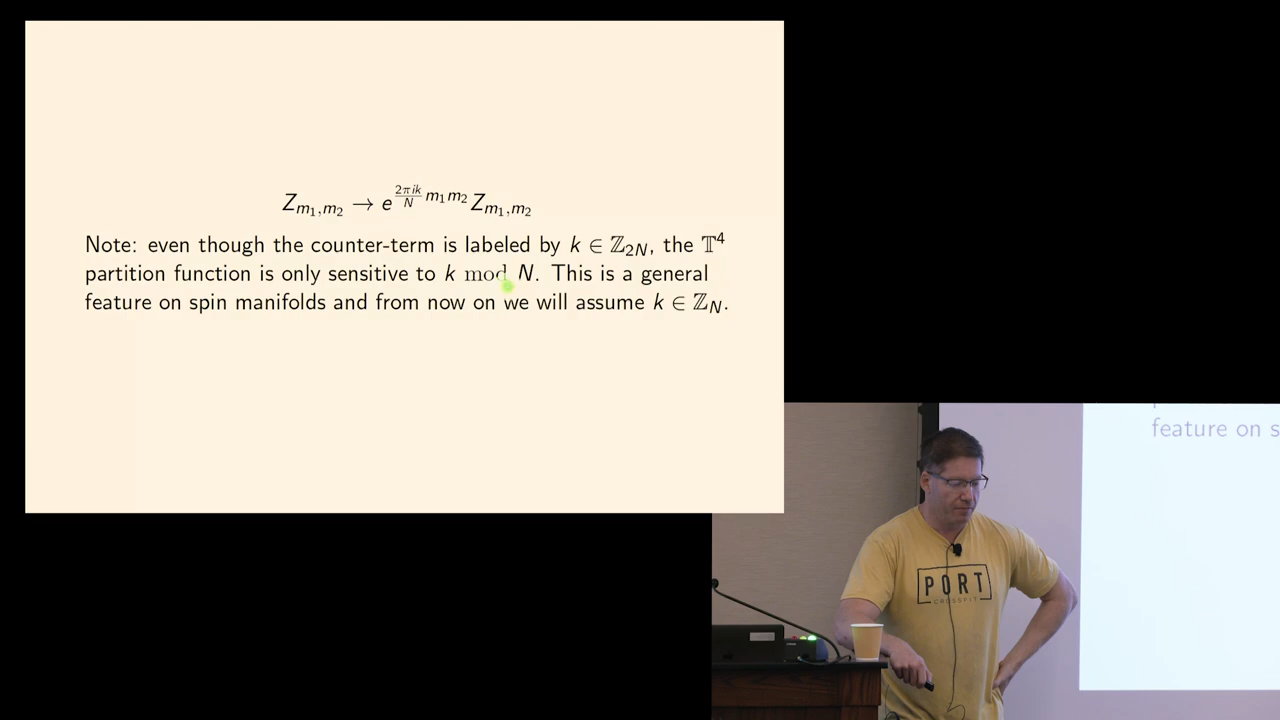 Z_{m_1,m_2} → e^{\frac{2πik}{N} m_1 m_2} Z_{m_1,m_2}
Note: even though the counter-term is labeled by k ∈ ℤ_{2N}, the 𝕋⁴
partition function is only sensitive to k mod N. This is a general
feature on spin manifolds and from now on we will assume k ∈ ℤ_N.
feature on s
PORT
CROSSFIT